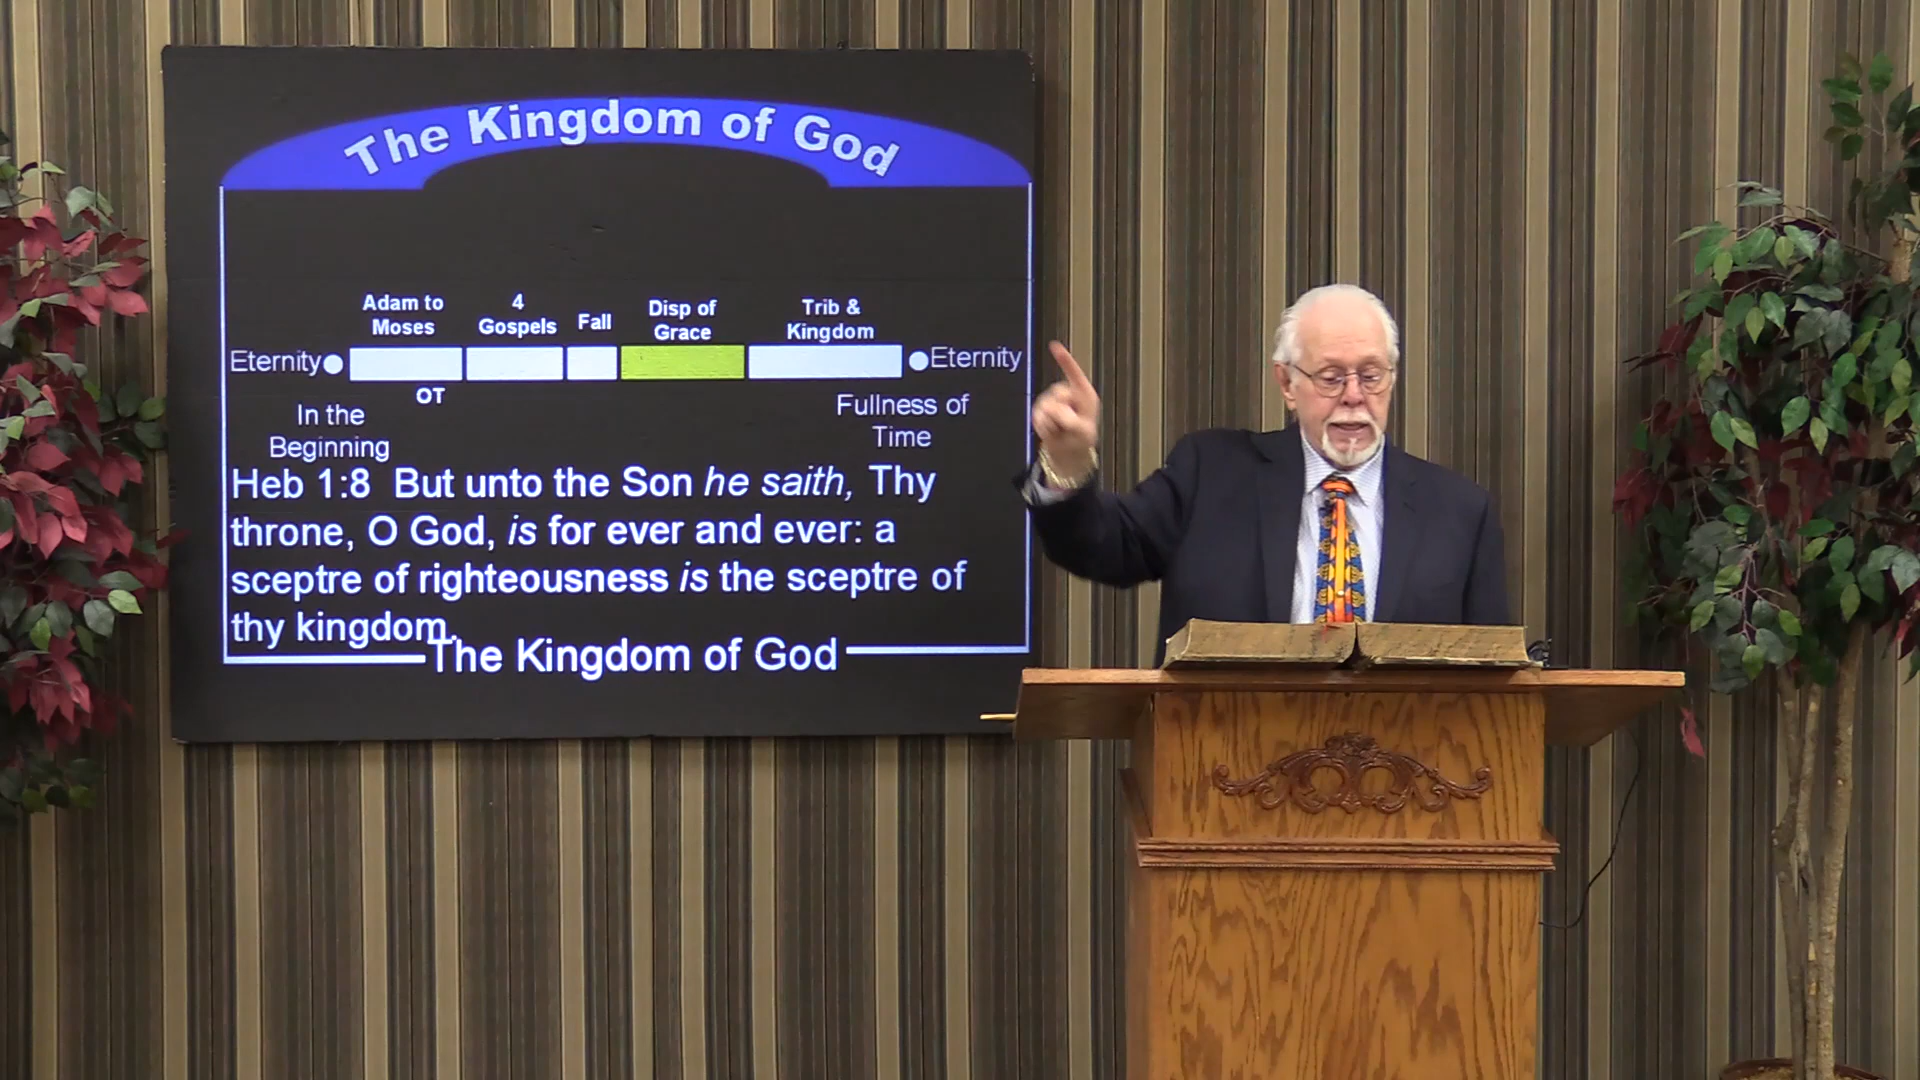 The Kingdom of God
Adam to
Moses
4
Gospels
Fall
Disp of
Grace
Trib &
Kingdom
Eternity
Eternity
OT
In the
Beginning
Fullness of
Time
Heb 1:8 But unto the Son he saith, Thy
throne, O God, is for ever and ever: a
sceptre of righteousness is the sceptre of
thy kingdom.
The Kingdom of God